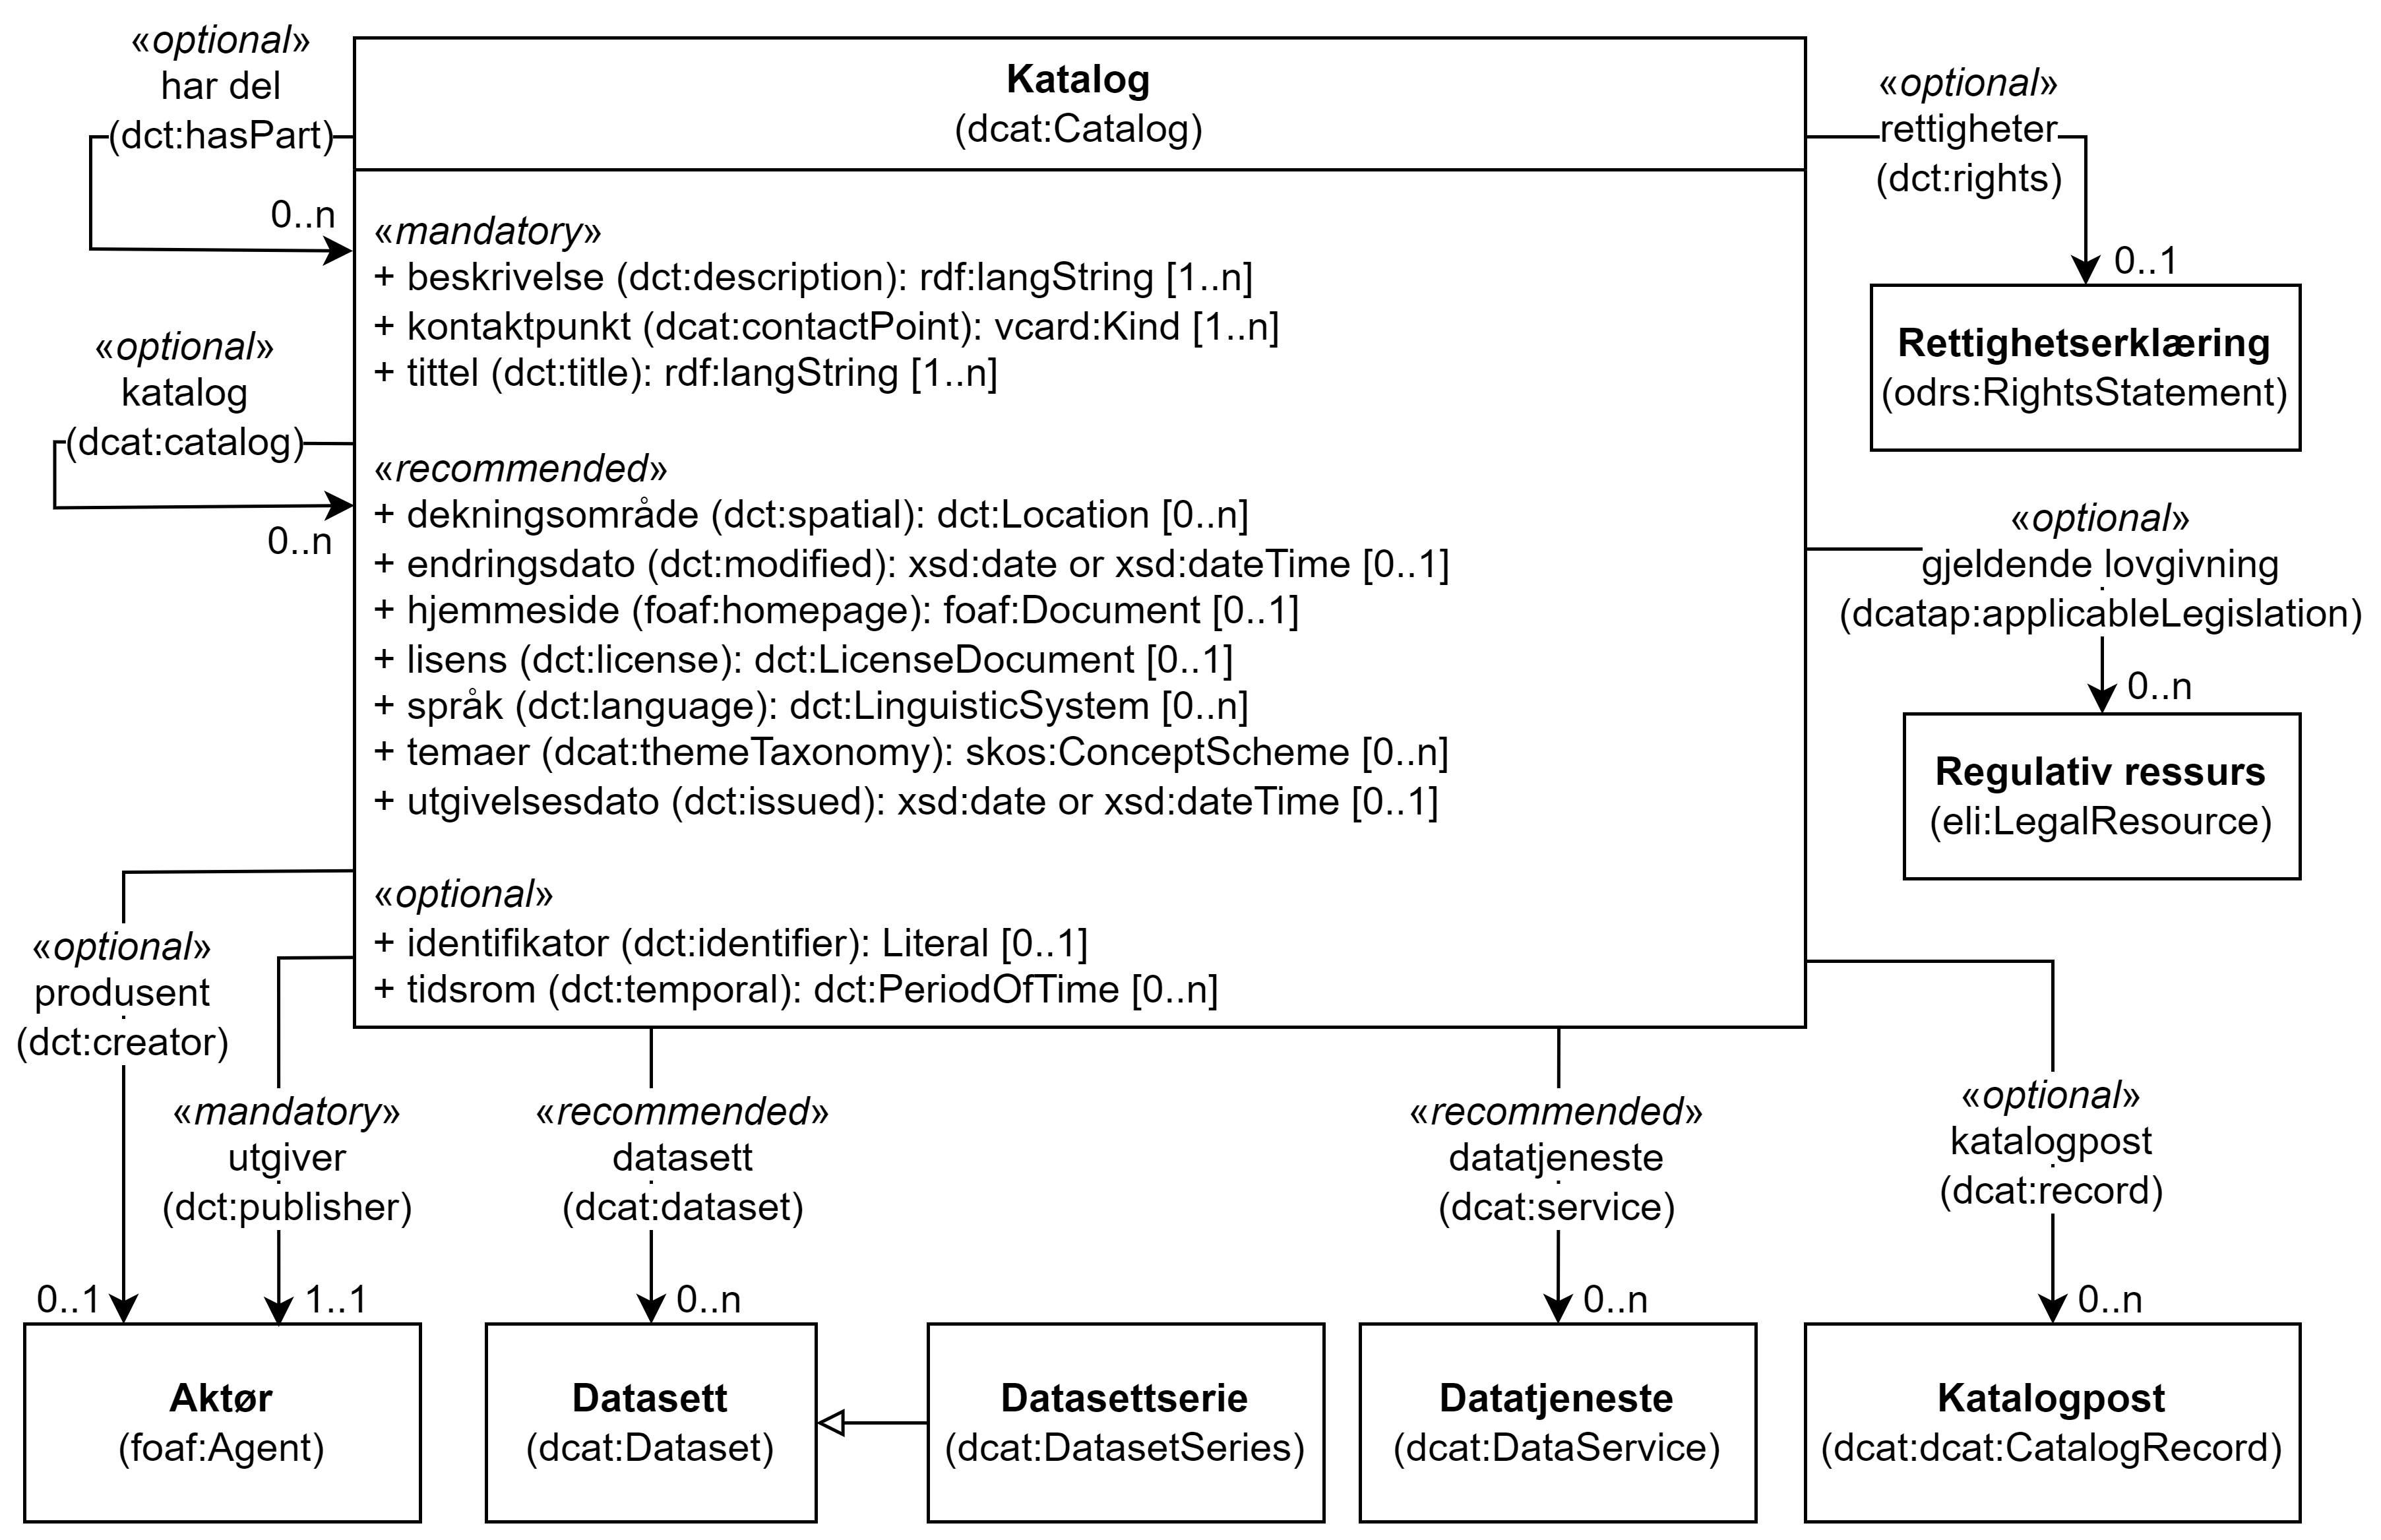 «optional»
har del
(dct:hasPart)
0..n
«optional»
katalog
(dcat:catalog)
0..n
Katalog
(dcat:Catalog)
«mandatory»
+ beskrivelse (dct:description): rdf:langString [1..n]
+ kontaktpunkt (dcat:contactPoint): vcard:Kind [1..n]
+ tittel (dct:title): rdf:langString [1..n]
«recommended»
+ dekningsområde (dct:spatial): dct:Location [0..n]
+ endringsdato (dct:modified): xsd:date or xsd:dateTime [0..1]
+ hjemmeside (foaf:homepage): foaf:Document [0..1]
+ lisens (dct:license): dct:LicenseDocument [0..1]
+ språk (dct:language): dct:LinguisticSystem [0..n]
+ temaer (dcat:themeTaxonomy): skos:ConceptScheme [0..n]
+ utgivelsesdato (dct:issued): xsd:date or xsd:dateTime [0..1]
«optional»
+ identifikator (dct:identifier): Literal [0..1]
+ tidsrom (dct:temporal): dct:PeriodOfTime [0..n]
«optional»
rettigheter
(dct:rights)
0..1
Rettighetserklæring
(odrs:RightsStatement)
«optional»
gjeldende lovgivning
(dcatap:applicableLegislation)
0..n
Regulativ ressurs
(eli:LegalResource)
«optional»
produsent
(dct:creator)
0..1
«mandatory»
utgiver
(dct:publisher)
1..1
«recommended»
datasett
(dcat:dataset)
0..n
«recommended»
datatjeneste
(dcat:service)
0..n
«optional»
katalogpost
(dcat:record)
0..n
Aktør
(foaf:Agent)
Datasett
(dcat:Dataset)
Datasettserie
(dcat:DatasetSeries)
Datatjeneste
(dcat:DataService)
Katalogpost
(dcat:dcat:CatalogRecord)